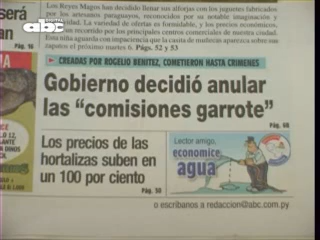 abc
será
Pág. 16
Los Reyes Magos han decidido llenar sus alforjas con los juguetes fabricados
por los artesanos paraguayos, reconocidos por su notable imaginación y
calidad. La variedad de ofertas es formidable, y los precios económicos.
recorrido por los principales centros comerciales de nuestra ciudad.
Esta niña aguarda con impaciencia que la caute de muñecas aparezca sobre sus
zapatos el próximo martes 6. Págs. 52 y 53
CREADAS POR ROGELIO BENITEZ, COMETIERON HASTA CRIMENES
Gobierno decidió anular
las “comisiones garrote”
Pág. 68
Los precios de las
hortalizas suben en
un 100 por ciento
Pág. 50
Lector amigo,
economice
agua
o escríbanos a redaccion@abc.com.py